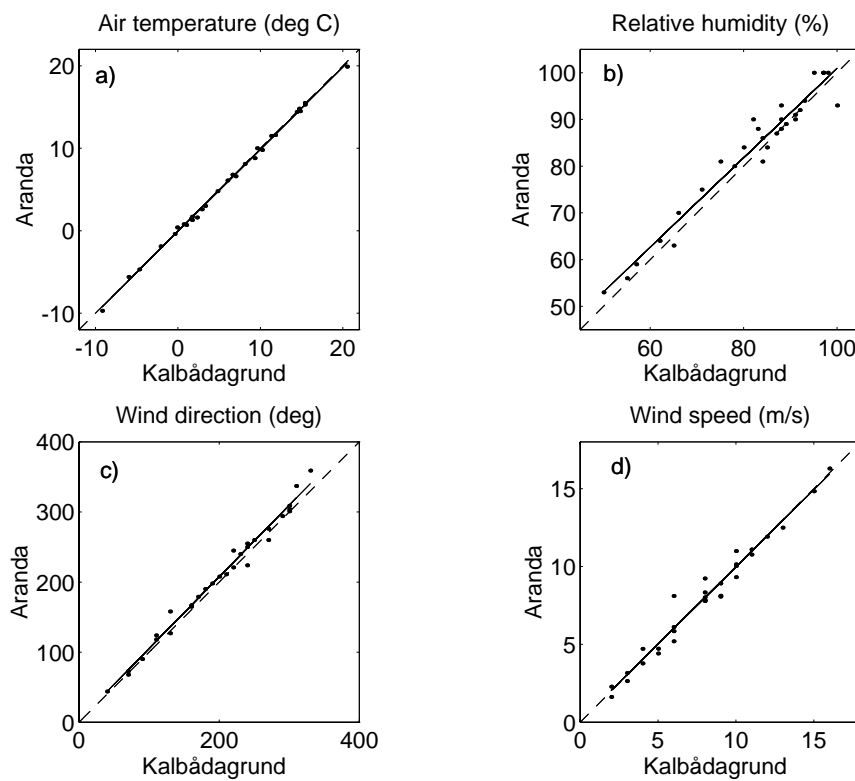 Air temperature (deg C)
a)
20
10
0
-10
-10 0 10 20
Aranda
Kalbådagrund
Relative humidity (%)
b)
100
90
80
70
60
50
60 80 100
Aranda
Kalbådagrund
Wind direction (deg)
c)
400
300
200
100
0
0 200 400
Aranda
Kalbådagrund
Wind speed (m/s)
d)
15
10
5
0
0 5 10 15
Aranda
Kalbådagrund